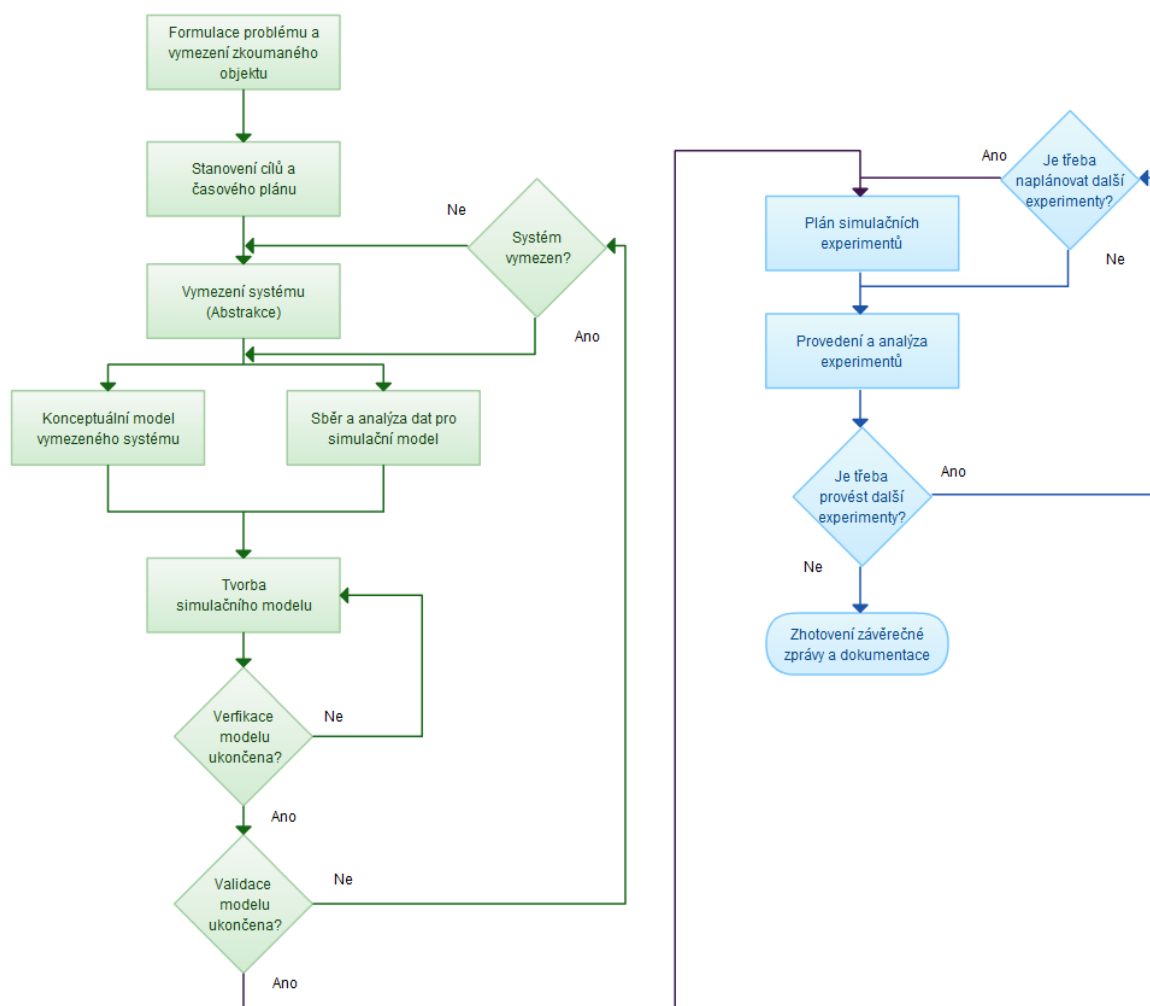 Formulace problému a
vymezení zkoumaného
objektu
Stanovení cílů a
časového plánu
Ne
Systém
vymezen?
Vymezení systému
(Abstrakce)
Ano
Konceptuální model
vymezeného systému
Sběr a analýza dat pro
simulační model
Tvorba
simulačního modelu
Verfikace
modelu
ukončena?
Ne
Ano
Validace
modelu
ukončena?
Ne
Ano
Ano
Je třeba
naplánovat další
experimenty?
Plán simulačních
experimentů
Ne
Provedení a analýza
experimentů
Je třeba
provést další
experimenty?
Ano
Ne
Zhotovení závěrečné
zprávy a dokumentace